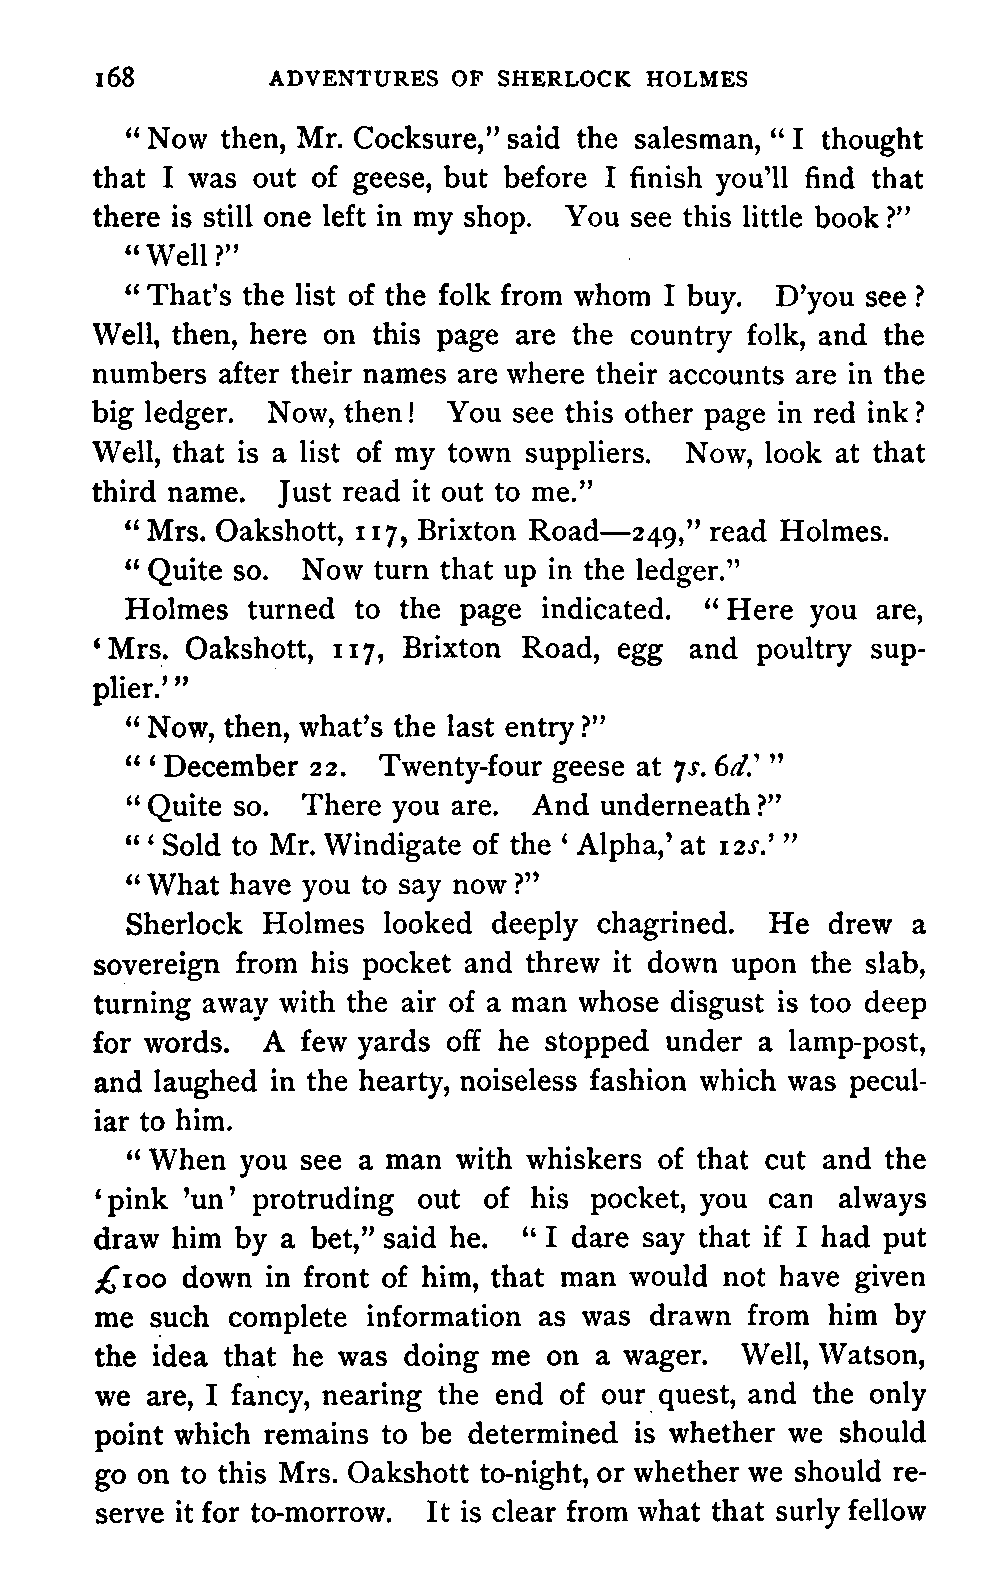 168 ADVENTURES OF SHERLOCK HOLMES
“Now then, Mr. Cocksure,” said the salesman, “I thought
that I was out of geese, but before I finish you’ll find that
there is still one left in my shop. You see this little book?”
“Well?”
“That’s the list of the folk from whom I buy. D’you see?
Well, then, here on this page are the country folk, and the
numbers after their names are where their accounts are in the
big ledger. Now, then! You see this other page in red ink?
Well, that is a list of my town suppliers. Now, look at that
third name. Just read it out to me.”
“Mrs. Oakshott, 117, Brixton Road—249,” read Holmes.
“Quite so. Now turn that up in the ledger.”
Holmes turned to the page indicated. “Here you are,
‘Mrs. Oakshott, 117, Brixton Road, egg and poultry sup-
plier.’”
“Now, then, what’s the last entry?”
“‘December 22. Twenty-four geese at 7s. 6d.’”
“Quite so. There you are. And underneath?”
“‘Sold to Mr. Windigate of the ‘Alpha,’ at 12s.’”
“What have you to say now?”
Sherlock Holmes looked deeply chagrined. He drew a
sovereign from his pocket and threw it down upon the slab,
turning away with the air of a man whose disgust is too deep
for words. A few yards off he stopped under a lamp-post,
and laughed in the hearty, noiseless fashion which was pecul-
iar to him.
“When you see a man with whiskers of that cut and the
‘pink ’un’ protruding out of his pocket, you can always
draw him by a bet,” said he. “I dare say that if I had put
£100 down in front of him, that man would not have given
me such complete information as was drawn from him by
the idea that he was doing me on a wager. Well, Watson,
we are, I fancy, nearing the end of our quest, and the only
point which remains to be determined is whether we should
go on to this Mrs. Oakshott to-night, or whether we should re-
serve it for to-morrow. It is clear from what that surly fellow